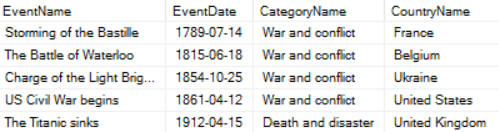 EventName EventDate CategoryName CountryName
Storming of the Bastille 1789-07-14 War and conflict France
The Battle of Waterloo 1815-06-18 War and conflict Belgium
Charge of the Light Brig... 1854-10-25 War and conflict Ukraine
US Civil War begins 1861-04-12 War and conflict United States
The Titanic sinks 1912-04-15 Death and disaster United Kingdom